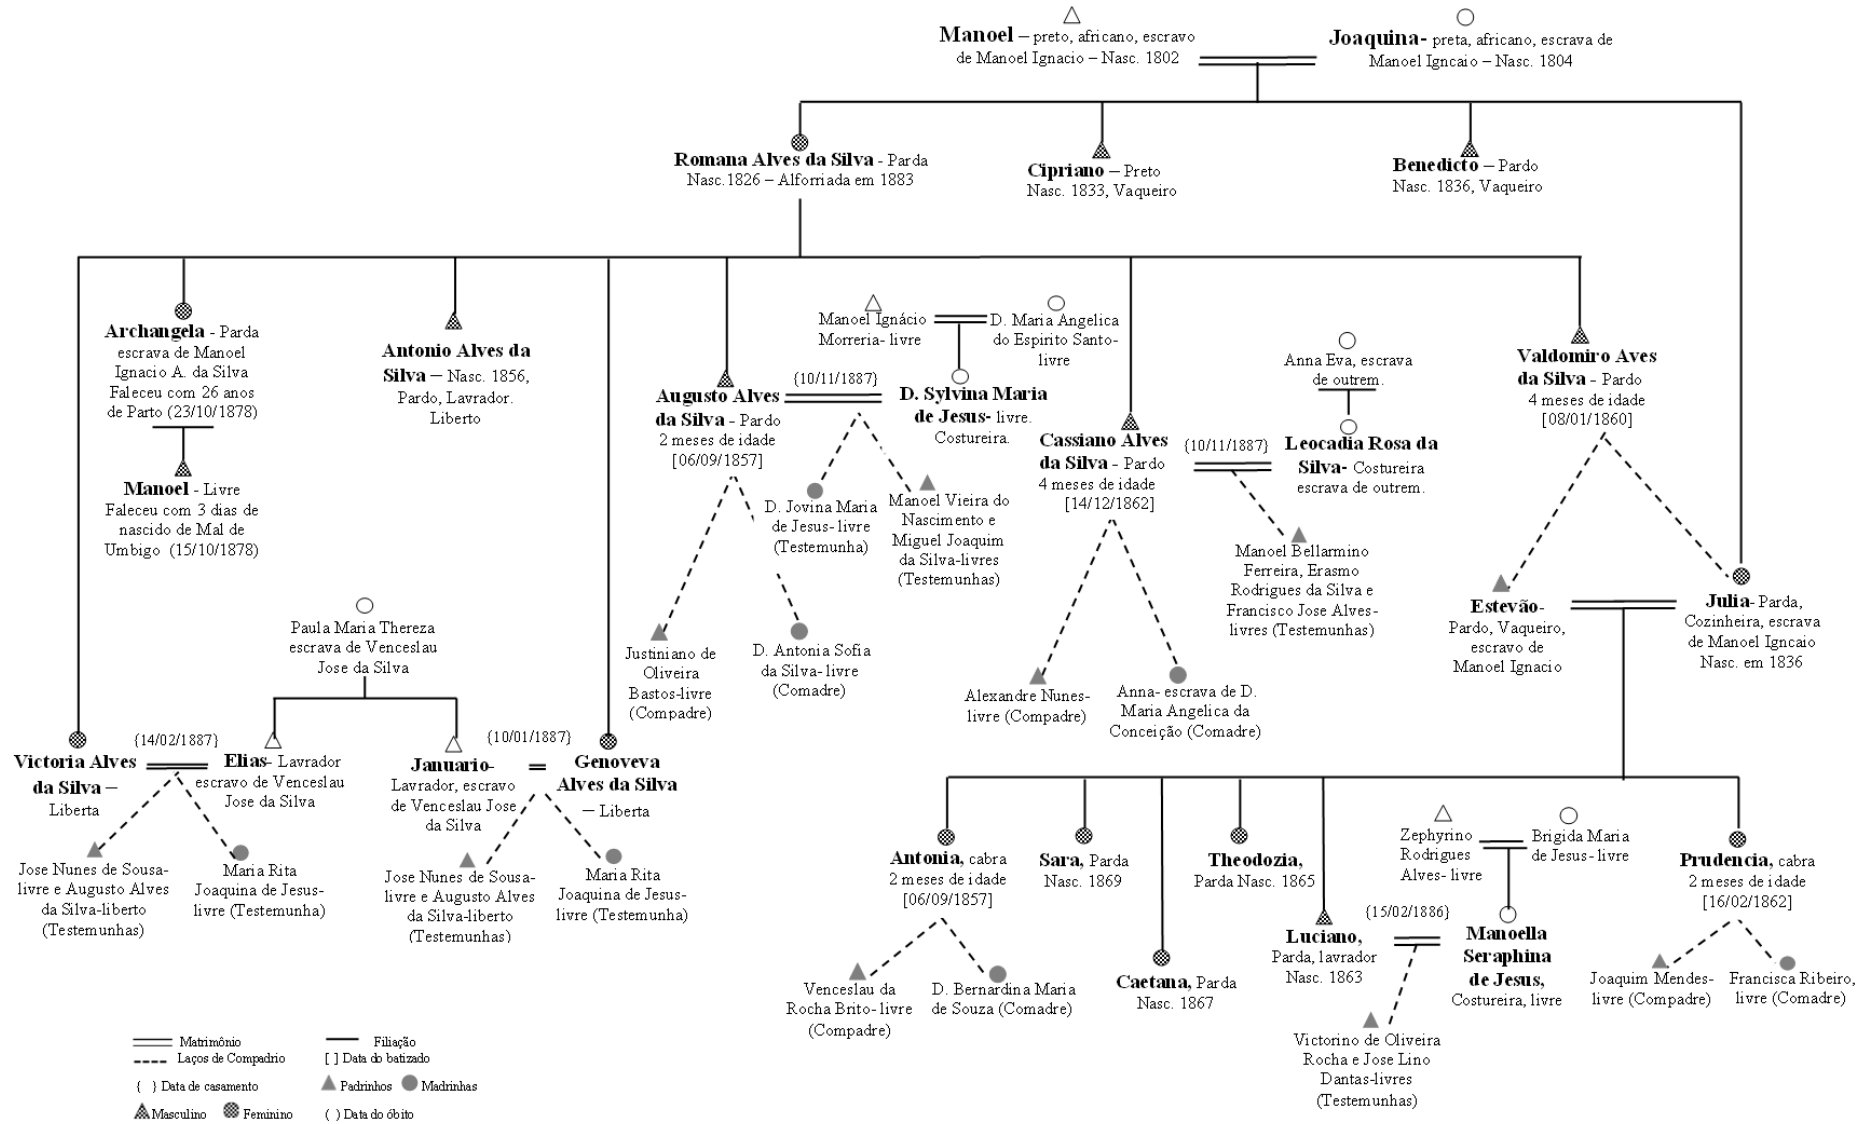 Manoel – preto, africano, escravo
de Manoel Ignacio – Nasc. 1802
Joaquina- preta, africano, escrava de
Manoel Igncaio – Nasc. 1804
Romana Alves da Silva - Parda
Nasc.1826 – Alforriada em 1883
Cipriano – Preto
Nasc. 1833, Vaqueiro
Benedicto – Pardo
Nasc. 1836, Vaqueiro
Archangela - Parda
escrava de Manoel
Ignacio A. da Silva
Faleceu com 26 anos
de Parto (23/10/1878)
Manoel - Livre
Faleceu com 3 dias de
nascido de Mal de
Umbigo (15/10/1878)
Antonio Alves da
Silva – Nasc. 1856,
Pardo, Lavrador.
Liberto
Augusto Alves
da Silva - Pardo
2 meses de idade
[06/09/1857]
{10/11/1887}
Manoel Ignácio
Morreria- livre
D. Maria Angelica
do Espirito Santo-
livre
D. Sylvina Maria
de Jesus- livre.
Costureira.
D. Jovina Maria
de Jesus- livre
(Testemunha)
Manoel Vieira do
Nascimento e
Miguel Joaquim
da Silva-livres
(Testemunhas)
Justiniano de
Oliveira
Bastos-livre
(Compadre)
D. Antonia Sofia
da Silva- livre
(Comadre)
Cassiano Alves
da Silva - Pardo
4 meses de idade
[14/12/1862]
{10/11/1887}
Anna Eva, escrava
de outrem.
Leocadia Rosa da
Silva- Costureira
escrava de outrem.
Manoel Bellarmino
Ferreira, Erasmo
Rodrigues da Silva e
Francisco Jose Alves-
livres (Testemunhas)
Alexandre Nunes-
livre (Compadre)
Anna- escrava de D.
Maria Angelica da
Conceição (Comadre)
Valdomiro Aves
da Silva - Pardo
4 meses de idade
[08/01/1860]
Estevão-
Pardo, Vaqueiro,
escravo de
Manoel Ignacio
Julia- Parda,
Cozinheira, escrava
de Manoel Igncaio
Nasc. em 1836
Paula Maria Thereza
escrava de Venceslau
Jose da Silva
Victoria Alves
da Silva –
Liberta
{14/02/1887}
Elias- Lavrador
escravo de Venceslau
Jose da Silva
Januario-
Lavrador, escravo
de Venceslau Jose
da Silva
{10/01/1887}
Genoveva
Alves da Silva
– Liberta
Jose Nunes de Sousa-
livre e Augusto Alves
da Silva-liberto
(Testemunhas)
Maria Rita
Joaquina de Jesus-
livre (Testemunha)
Jose Nunes de Sousa-
livre e Augusto Alves
da Silva-liberto
(Testemunhas)
Maria Rita
Joaquina de Jesus-
livre (Testemunha)
Antonia, cabra
2 meses de idade
[06/09/1857]
Venceslau da
Rocha Brito- livre
(Compadre)
D. Bernardina Maria
de Souza (Comadre)
Sara, Parda
Nasc. 1869
Caetana, Parda
Nasc. 1867
Theodozia,
Parda Nasc. 1865
Luciano,
Parda, lavrador
Nasc. 1863
{15/02/1886}
Zephyrino
Rodrigues
Alves- livre
Brigida Maria
de Jesus- livre
Manoella
Seraphina
de Jesus,
Costureira, livre
Victorino de Oliveira
Rocha e Jose Lino
Dantas-livres
(Testemunhas)
Prudencia, cabra
2 meses de idade
[16/02/1862]
Joaquim Mendes-
livre (Compadre)
Francisca Ribeiro,
livre (Comadre)
Matrimônio
Filiação
Laços de Compadrio
[ ] Data do batizado
{ } Data de casamento
Padrinhos
Madrinhas
Masculino
Feminino
( ) Data do óbito